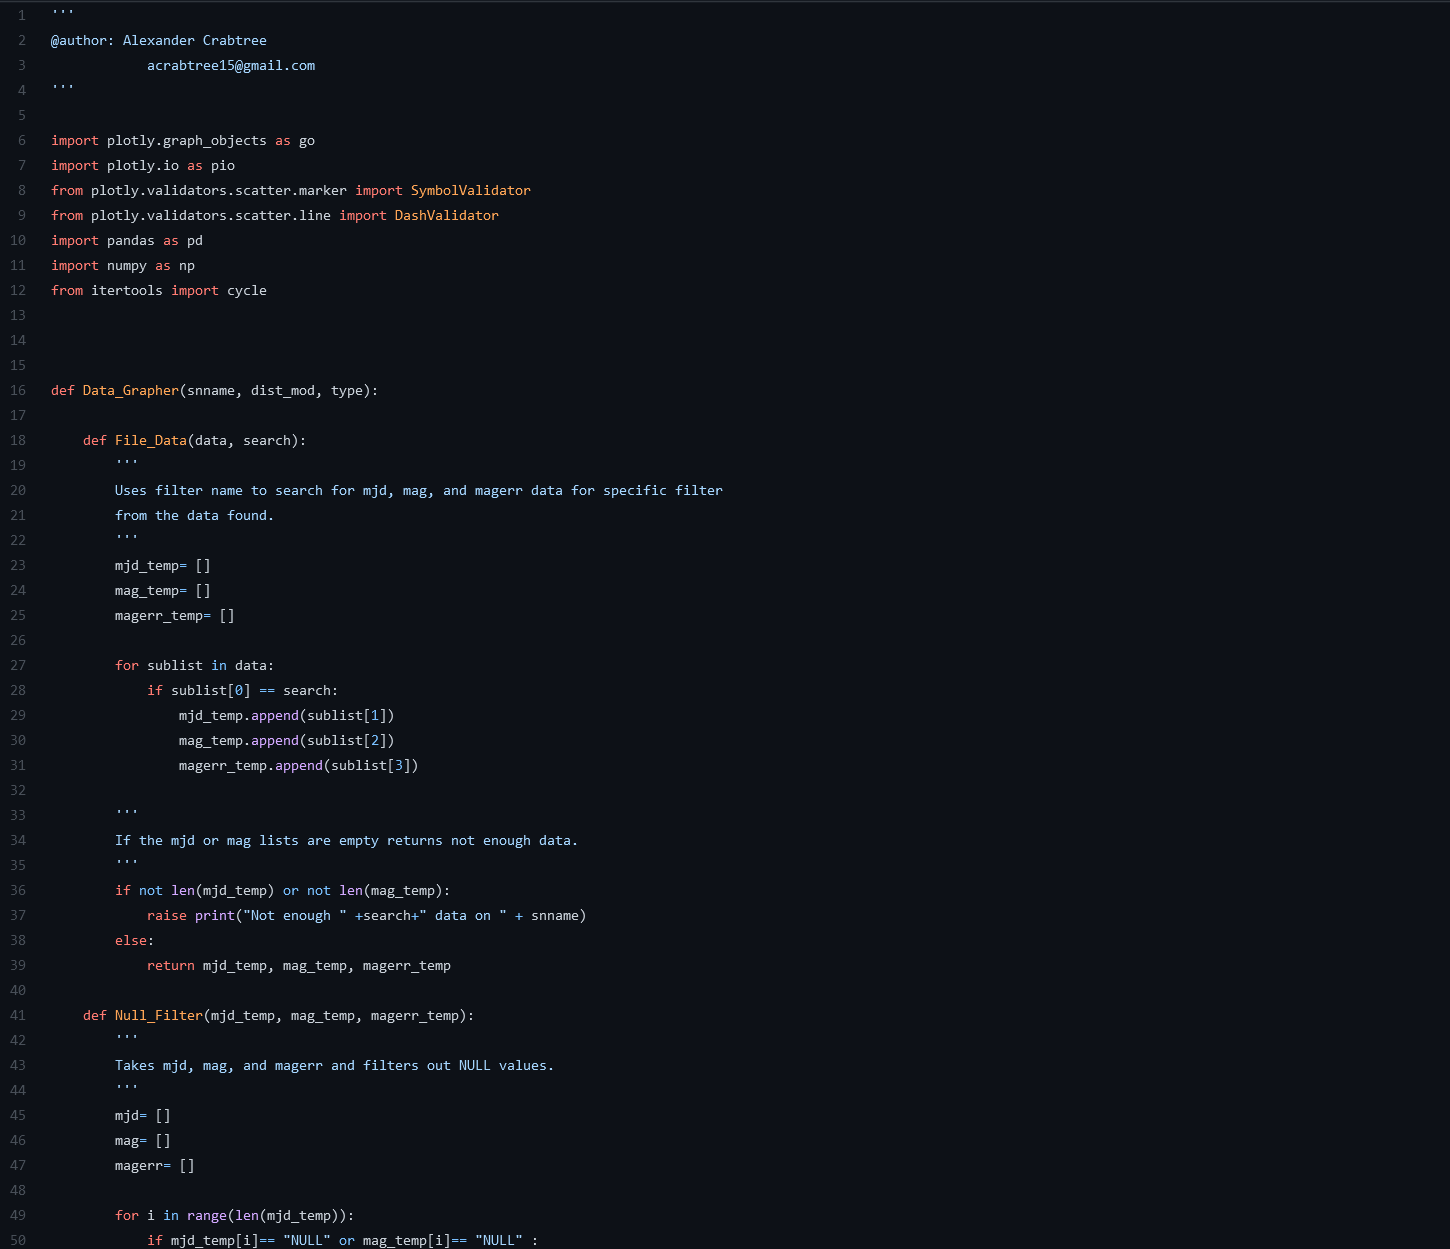 1 '''
2 @author: Alexander Crabtree
3             acrabtree15@gmail.com
4 '''
5
6 import plotly.graph_objects as go
7 import plotly.io as pio
8 from plotly.validators.scatter.marker import SymbolValidator
9 from plotly.validators.scatter.line import DashValidator
10 import pandas as pd
11 import numpy as np
12 from itertools import cycle
13
14
15
16 def Data_Grapher(snname, dist_mod, type):
17
18     def File_Data(data, search):
19         '''
20         Uses filter name to search for mjd, mag, and magerr data for specific filter
21         from the data found.
22         '''
23         mjd_temp= []
24         mag_temp= []
25         magerr_temp= []
26
27         for sublist in data:
28             if sublist[0] == search:
29                 mjd_temp.append(sublist[1])
30                 mag_temp.append(sublist[2])
31                 magerr_temp.append(sublist[3])
32
33         '''
34         If the mjd or mag lists are empty returns not enough data.
35         '''
36         if not len(mjd_temp) or not len(mag_temp):
37             raise print("Not enough " +search+" data on " + snname)
38         else:
39             return mjd_temp, mag_temp, magerr_temp
40
41     def Null_Filter(mjd_temp, mag_temp, magerr_temp):
42         '''
43         Takes mjd, mag, and magerr and filters out NULL values.
44         '''
45         mjd= []
46         mag= []
47         magerr= []
48
49         for i in range(len(mjd_temp)):
50             if mjd_temp[i]== "NULL" or mag_temp[i]== "NULL" :